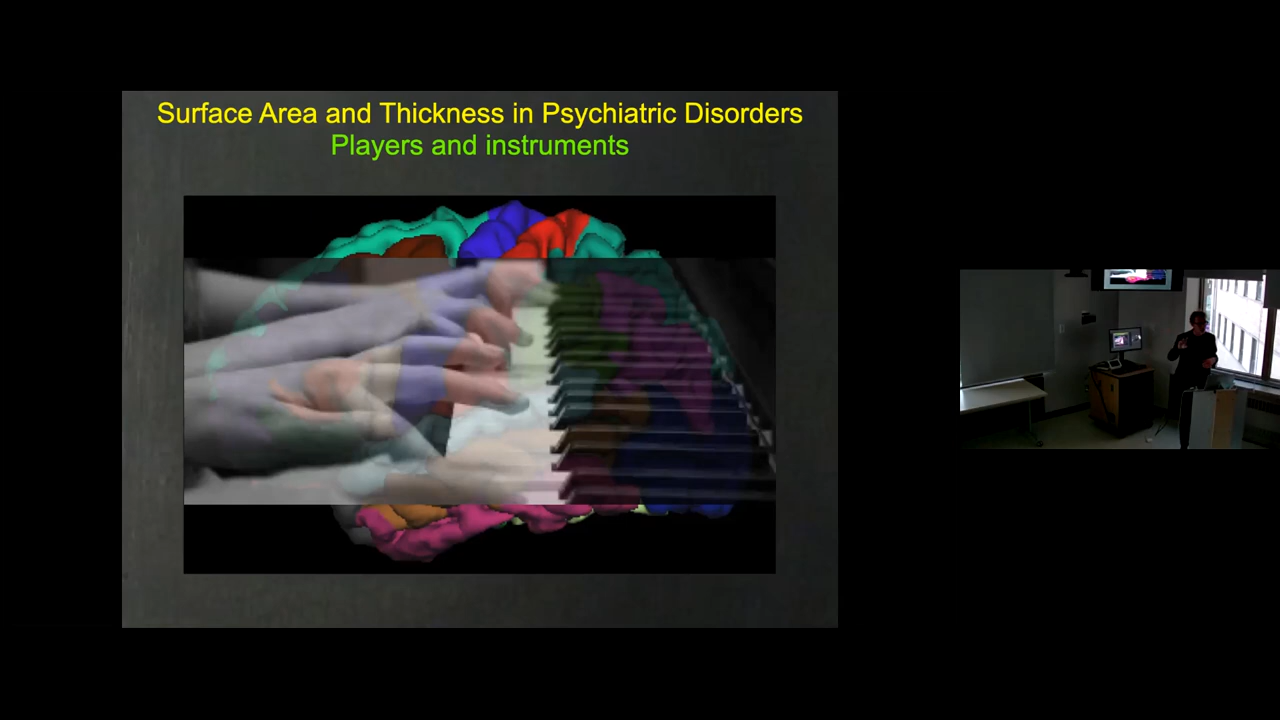 Surface Area and Thickness in Psychiatric Disorders
Players and instruments